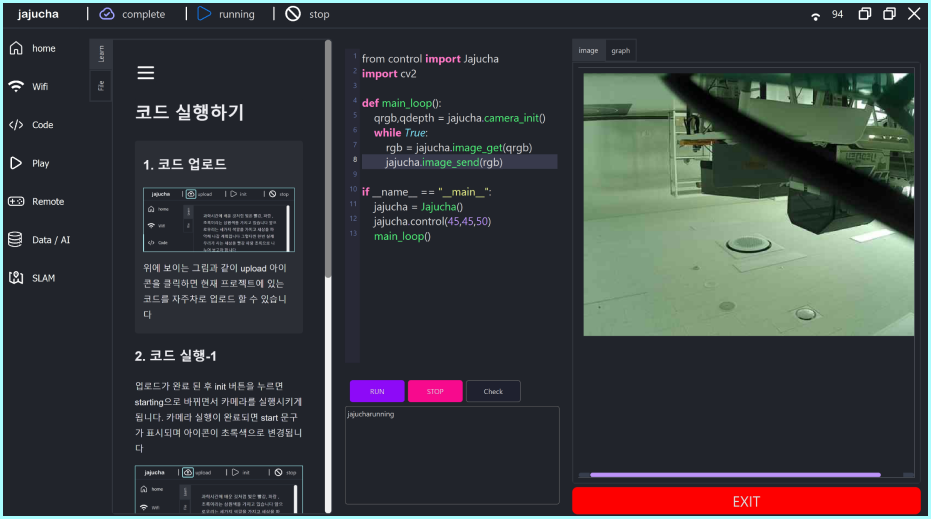 jajucha
complete
running
stop
94
home
Wifi
Code
Play
Remote
Data / AI
SLAM
Learn
File
코드 실행하기
1. 코드 업로드
jajucha
upload
init
stop
home
Wifi
Code
위에 보이는 그림과 같이 upload 아이
콘을 클릭하면 현재 프로젝트에 있는
코드를 자주차로 업로드 할 수 있습니
다
2. 코드 실행-1
업로드가 완료 된 후 init 버튼을 누르면
starting으로 바뀌면서 카메라를 실행시키게
됩니다. 카메라 실행이 완료되면 start 문구
가 표시되며 아이콘이 초록색으로 변경됩니
다
jajucha
upload
init
stop
home
Wifi
1 from control import Jajucha
2 import cv2
3
4 def main_loop():
5 qrgb,qdepth = jajucha.camera_init()
6 while True:
7 rgb = jajucha.image_get(qrgb)
8 jajucha.image_send(rgb)
9
10 if __name__ == "__main__":
11 jajucha = Jajucha()
12 jajucha.control(45,45,50)
13 main_loop()
RUN
STOP
Check
jajucharunning
image
graph
EXIT